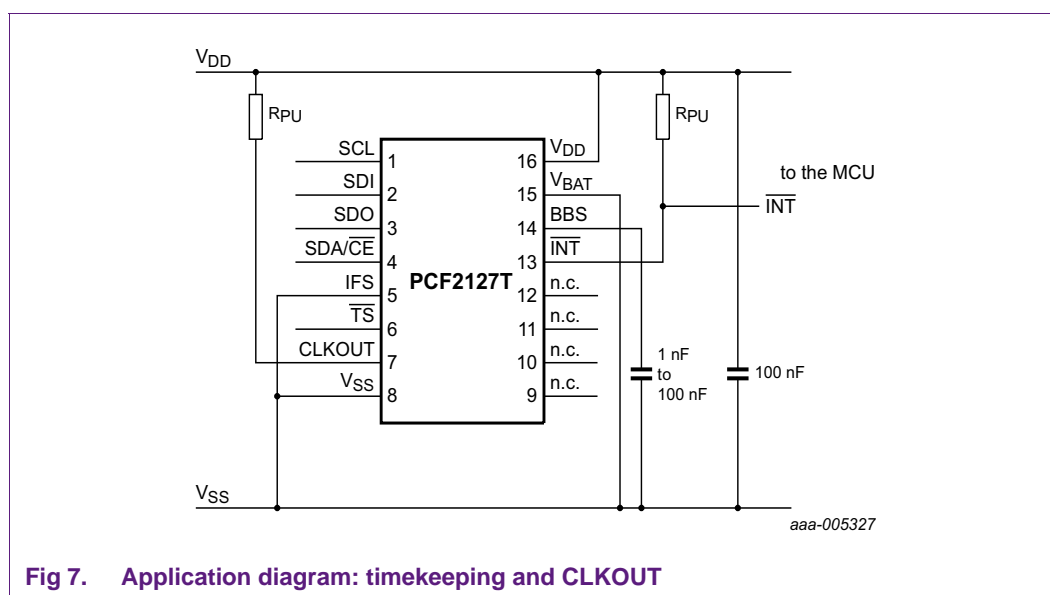 VDD
RPU
RPU
SCL
1
SDI
2
SDO
3
SDA/CE
4
IFS
5
TS
6
CLKOUT
7
VSS
8
PCF2127T
VDD
16
VBAT
15
BBS
14
INT
13
n.c.
12
n.c.
11
n.c.
10
n.c.
9
to the MCU
INT
1 nF
to
100 nF
100 nF
VSS
aaa-005327
Fig 7. Application diagram: timekeeping and CLKOUT